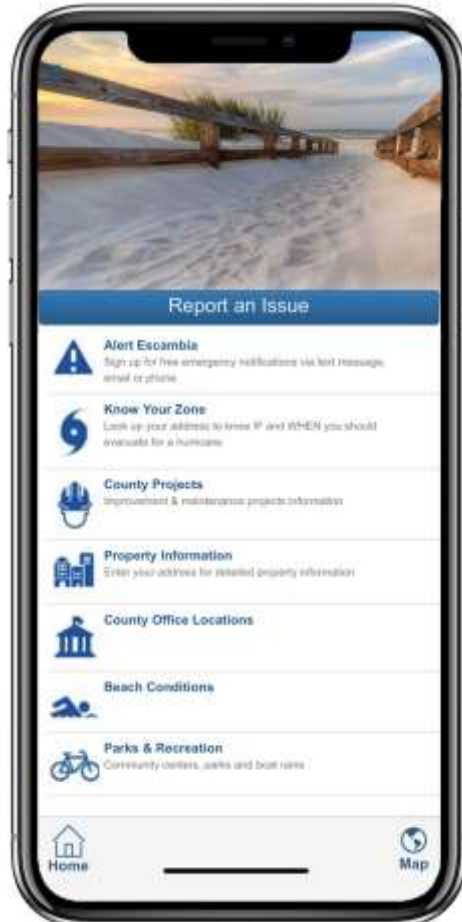 Report an Issue
Alert Escambia
Sign up for free emergency notifications via text message,
email or phone
Know Your Zone
Look up your address to know IF and WHEN you should
evacuate for a hurricane
County Projects
Improvement & maintenance projects information
Property Information
Enter your address for detailed property information
County Office Locations
Beach Conditions
Parks & Recreation
Community centers, parks and boat rams
Home
Map